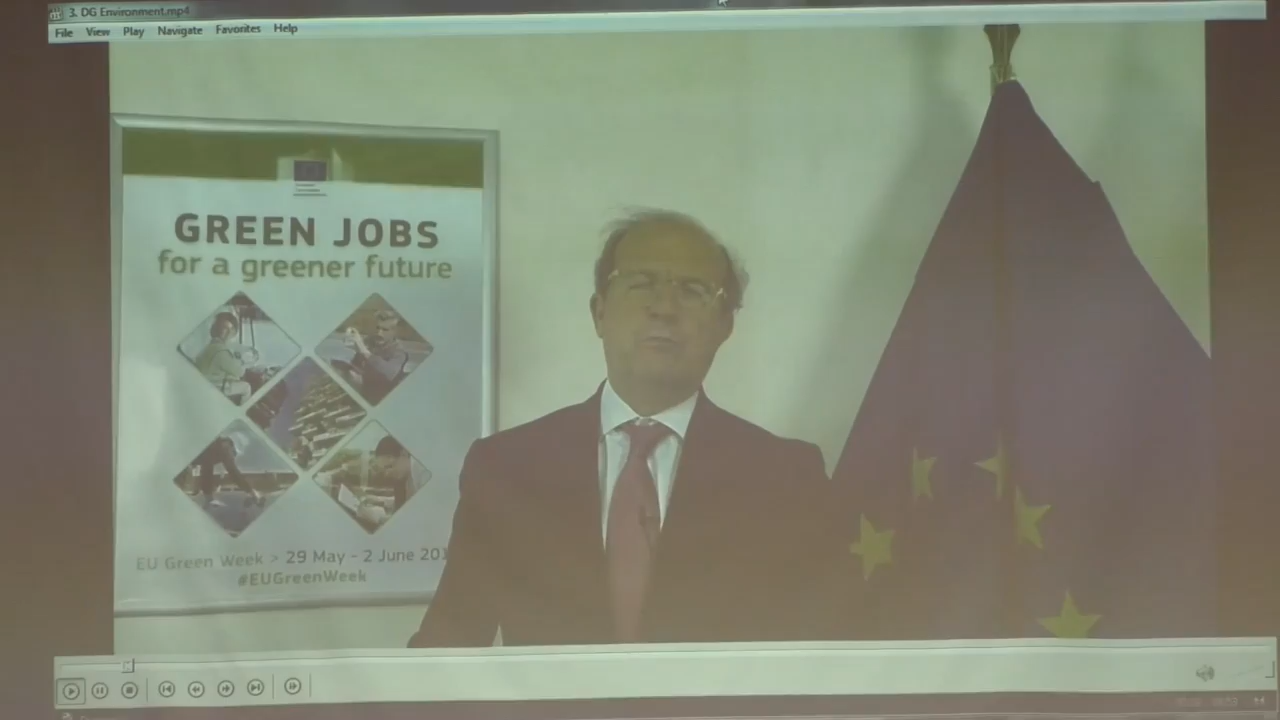 3. DG Environment.mp4
File View Play Navigate Favorites Help
GREEN JOBS
for a greener future
EU Green Week > 29 May - 2 June 201
#EUGreenWeek